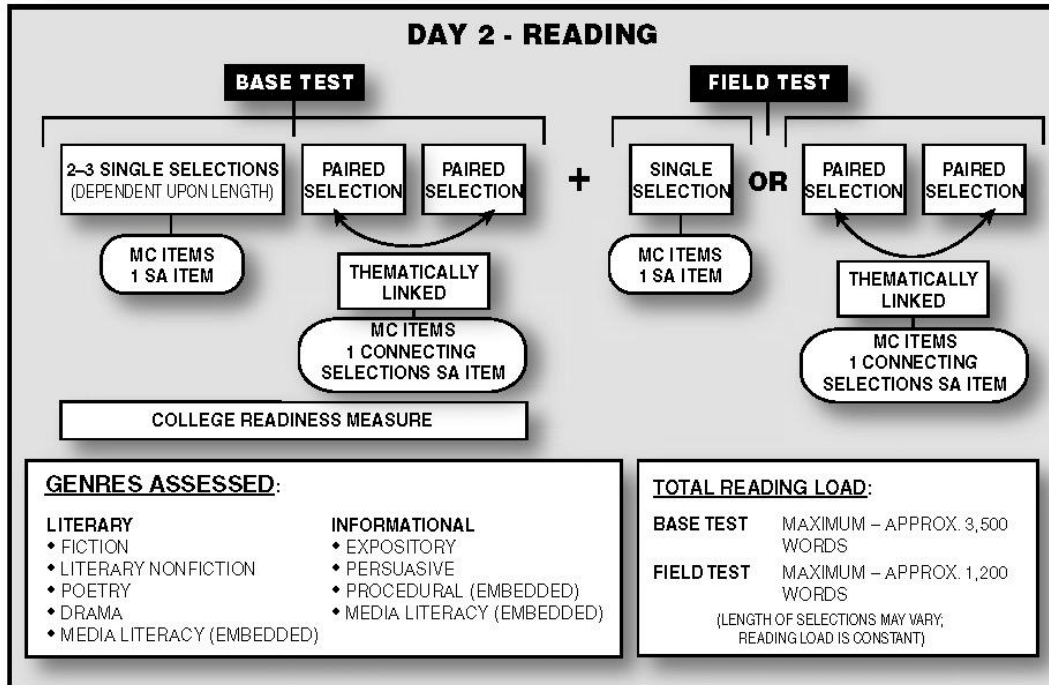 DAY 2 - READING
BASE TEST
FIELD TEST
2–3 SINGLE SELECTIONS
(DEPENDENT UPON LENGTH)
PAIRED
SELECTION
PAIRED
SELECTION
+
SINGLE
SELECTION
OR
PAIRED
SELECTION
PAIRED
SELECTION
MC ITEMS
1 SA ITEM
THEMATICALLY
LINKED
MC ITEMS
1 CONNECTING
SELECTIONS SA ITEM
MC ITEMS
1 SA ITEM
THEMATICALLY
LINKED
MC ITEMS
1 CONNECTING
SELECTIONS SA ITEM
COLLEGE READINESS MEASURE
GENRES ASSESSED:
LITERARY
• FICTION
• LITERARY NONFICTION
• POETRY
• DRAMA
• MEDIA LITERACY (EMBEDDED)
INFORMATIONAL
• EXPOSITORY
• PERSUASIVE
• PROCEDURAL (EMBEDDED)
• MEDIA LITERACY (EMBEDDED)
TOTAL READING LOAD:
BASE TEST MAXIMUM – APPROX. 3,500
WORDS
FIELD TEST MAXIMUM – APPROX. 1,200
WORDS
(LENGTH OF SELECTIONS MAY VARY;
READING LOAD IS CONSTANT)